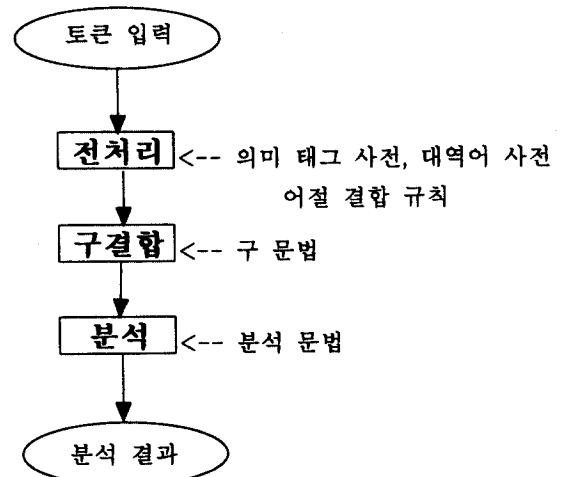 토큰 입력
전처리 <-- 의미 태그 사전, 대역어 사전
어절 결합 규칙
구결합 <-- 구 문법
분석 <-- 분석 문법
분석 결과